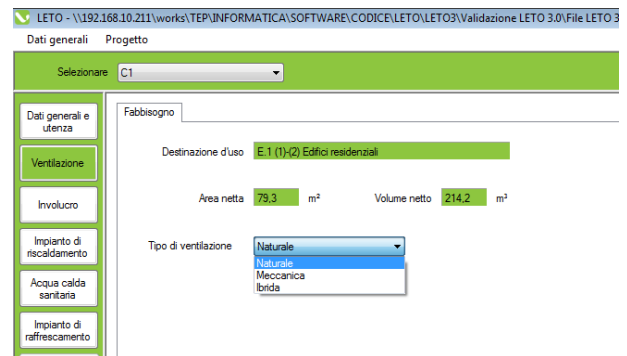 LETO - \\192.168.10.211\works\TEP\INFORMATICA\SOFTWARE\CODICE\LETO\LETO3\Validazione LETO 3.0\File LETO 3
Dati generali Progetto
Selezionare C1
Dati generali e
utenza
Ventilazione
Involucro
Impianto di
riscaldamento
Acqua calda
sanitaria
Impianto di
raffrescamento
Fabbisogno
Destinazione d'uso E.1 (1)-(2) Edifici residenziali
Area netta 79,3 m² Volume netto 214,2 m³
Tipo di ventilazione Naturale
Naturale
Meccanica
Ibrida